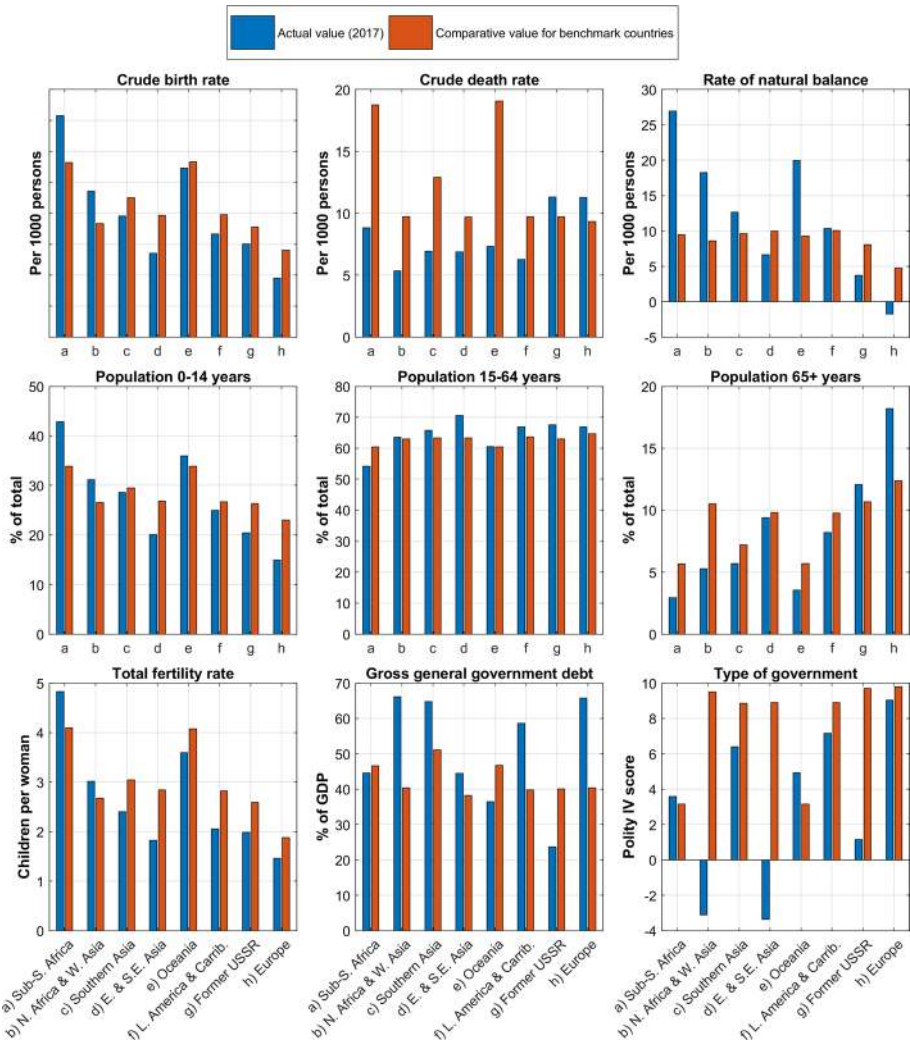 Actual value (2017) Comparative value for benchmark countries
Crude birth rate Crude death rate Rate of natural balance
Per 1000 persons
a b c d e f g h
Per 1000 persons
20
15
10
5
0
a b c d e f g h
Per 1000 persons
30
25
20
15
10
5
0
-5
a b c d e f g h
Population 0-14 years Population 15-64 years Population 65+ years
% of total
50
40
30
20
10
0
a b c d e f g h
% of total
80
70
60
50
40
30
20
10
0
a b c d e f g h
% of total
20
15
10
5
0
a b c d e f g h
Total fertility rate Gross general government debt Type of government
Children per woman
5
4
3
2
1
0
a) Sub-S. Africa
b) N. Africa & W. Asia
c) Southern Asia
d) E. & S.E. Asia
e) Oceania
f) L. America & Carrib.
g) Former USSR
h) Europe
% of GDP
70
60
50
40
30
20
10
0
a) Sub-S. Africa
b) N. Africa & W. Asia
c) Southern Asia
d) E. & S.E. Asia
e) Oceania
f) L. America & Carrib.
g) Former USSR
h) Europe
Polity IV score
10
8
6
4
2
0
-2
-4
a) Sub-S. Africa
b) N. Africa & W. Asia
c) Southern Asia
d) E. & S.E. Asia
e) Oceania
f) L. America & Carrib.
g) Former USSR
h) Europe